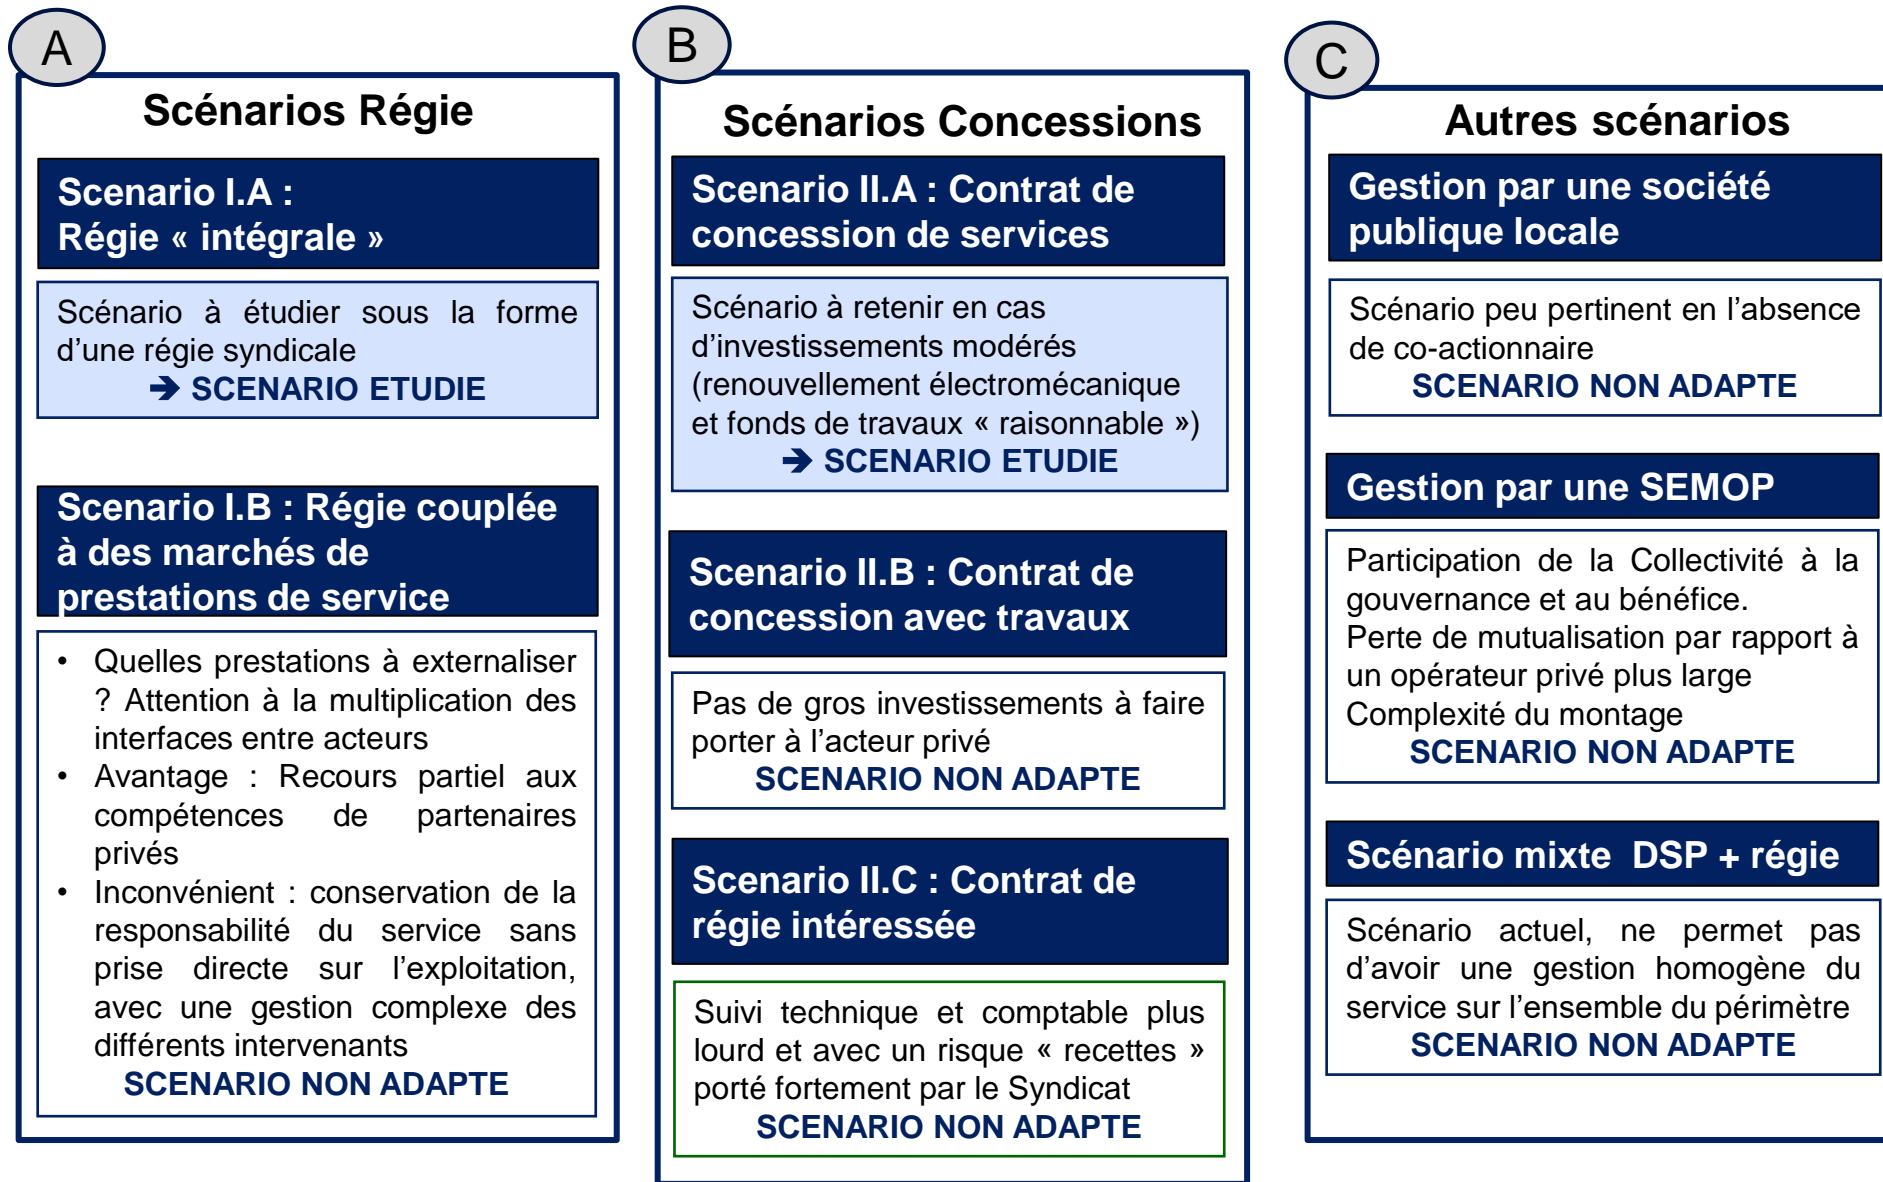 A
Scénarios Régie
Scenario I.A :
Régie « intégrale »
Scénario à étudier sous la forme
d'une régie syndicale
➔ SCENARIO ETUDIE
Scenario I.B : Régie couplée
à des marchés de
prestations de service
• Quelles prestations à externaliser
? Attention à la multiplication des
interfaces entre acteurs
• Avantage : Recours partiel aux
compétences de partenaires
privés
• Inconvénient : conservation de la
responsabilité du service sans
prise directe sur l'exploitation,
avec une gestion complexe des
différents intervenants
SCENARIO NON ADAPTE
B
Scénarios Concessions
Scenario II.A : Contrat de
concession de services
Scénario à retenir en cas
d'investissements modérés
(renouvellement électromécanique
et fonds de travaux « raisonnable »)
➔ SCENARIO ETUDIE
Scenario II.B : Contrat de
concession avec travaux
Pas de gros investissements à faire
porter à l'acteur privé
SCENARIO NON ADAPTE
Scenario II.C : Contrat de
régie intéressée
Suivi technique et comptable plus
lourd et avec un risque « recettes »
porté fortement par le Syndicat
SCENARIO NON ADAPTE
C
Autres scénarios
Gestion par une société
publique locale
Scénario peu pertinent en l'absence
de co-actionnaire
SCENARIO NON ADAPTE
Gestion par une SEMOP
Participation de la Collectivité à la
gouvernance et au bénéfice.
Perte de mutualisation par rapport à
un opérateur privé plus large
Complexité du montage
SCENARIO NON ADAPTE
Scénario mixte DSP + régie
Scénario actuel, ne permet pas
d'avoir une gestion homogène du
service sur l'ensemble du périmètre
SCENARIO NON ADAPTE